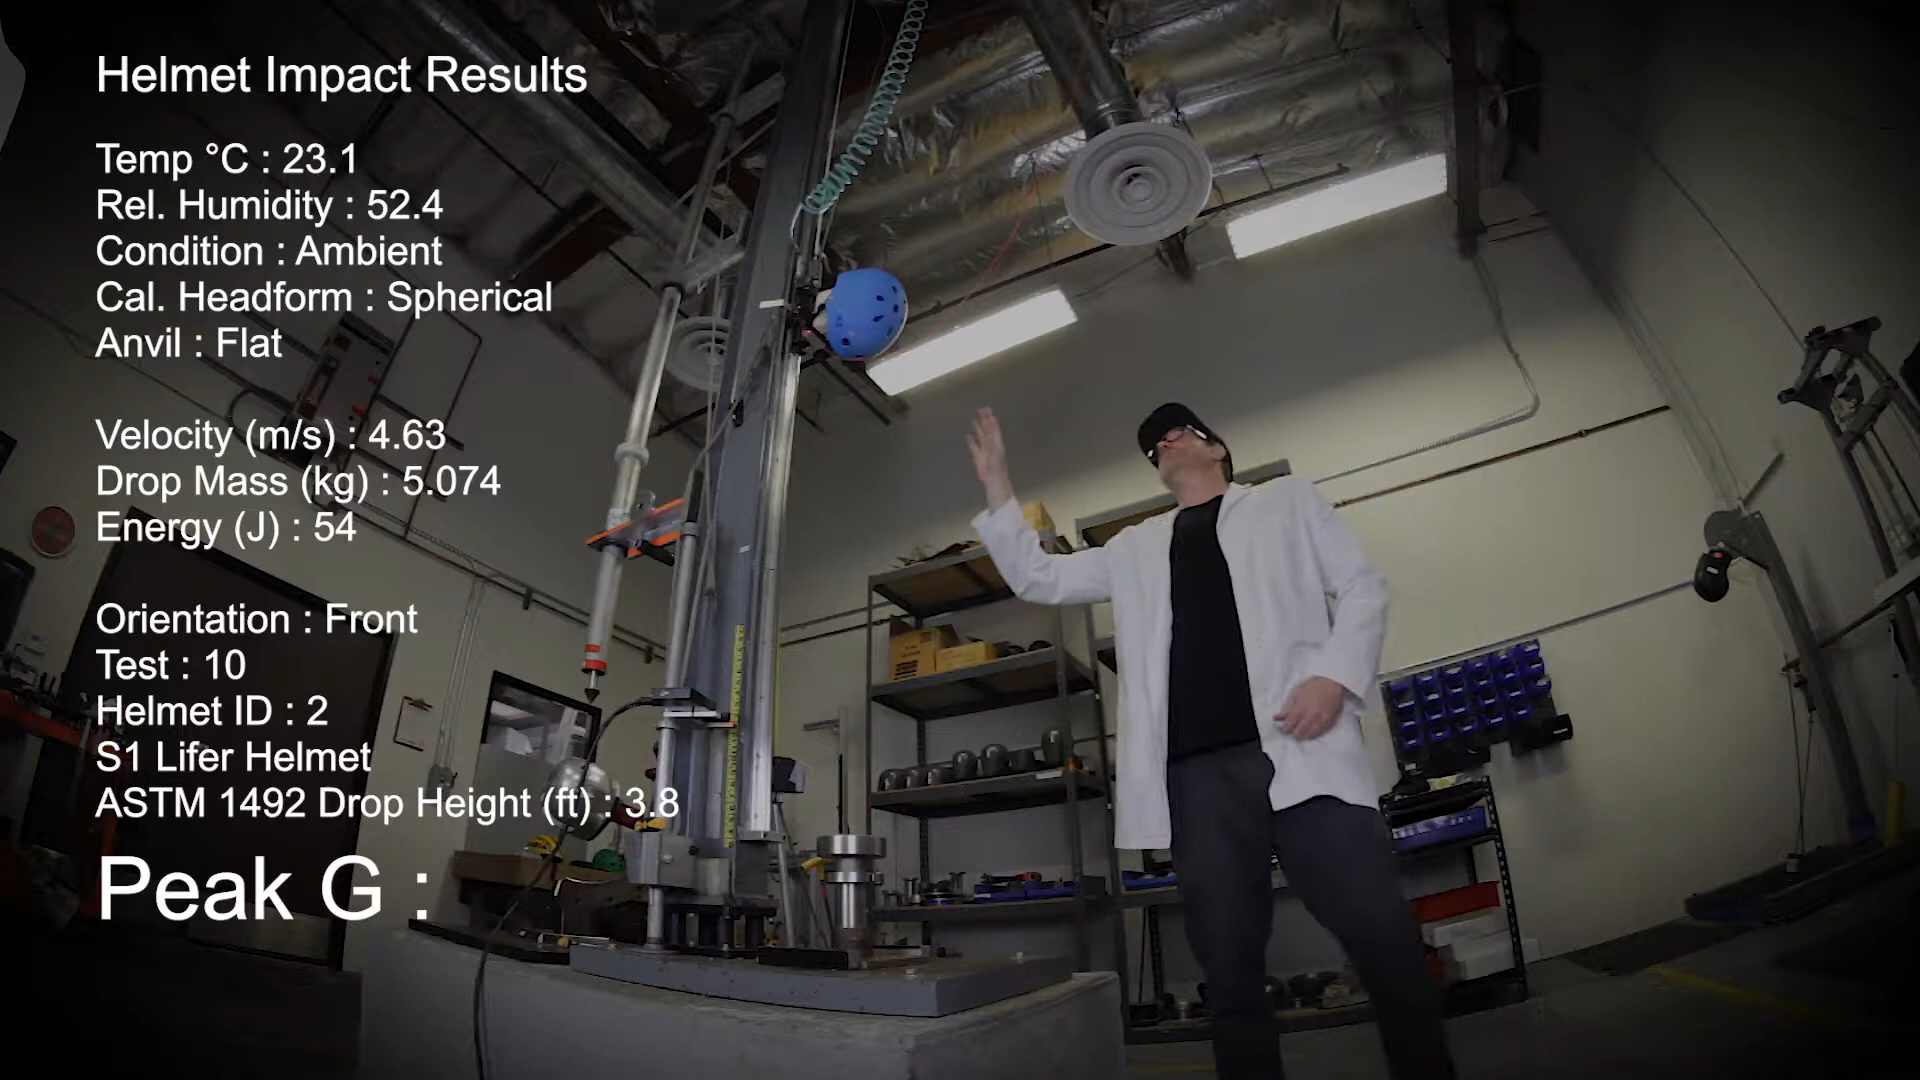 Helmet Impact Results
Temp °C : 23.1
Rel. Humidity : 52.4
Condition : Ambient
Cal. Headform : Spherical
Anvil : Flat
Velocity (m/s) : 4.63
Drop Mass (kg) : 5.074
Energy (J) : 54
Orientation : Front
Test : 10
Helmet ID : 2
S1 Lifer Helmet
ASTM 1492 Drop Height (ft) : 3.8
Peak G :